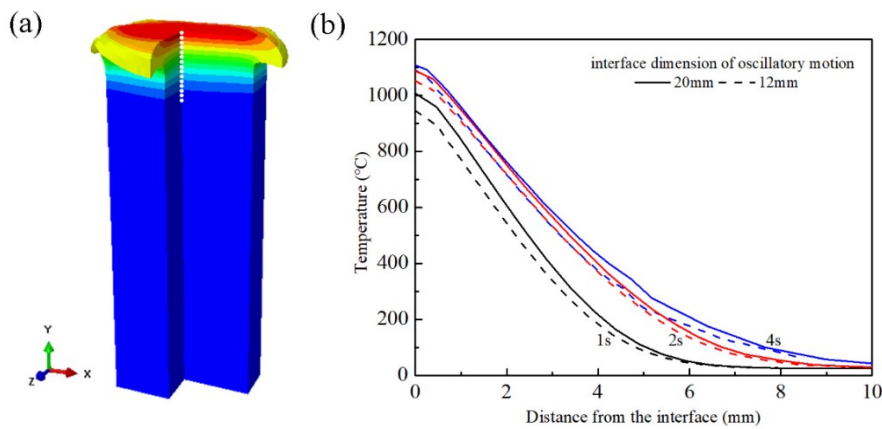 (a)
Y
Z
X
(b)
1200
1000
800
600
400
200
0
Temperature (℃)
interface dimension of oscillatory motion
20mm
12mm
1s
2s
4s
0
2
4
6
8
10
Distance from the interface (mm)